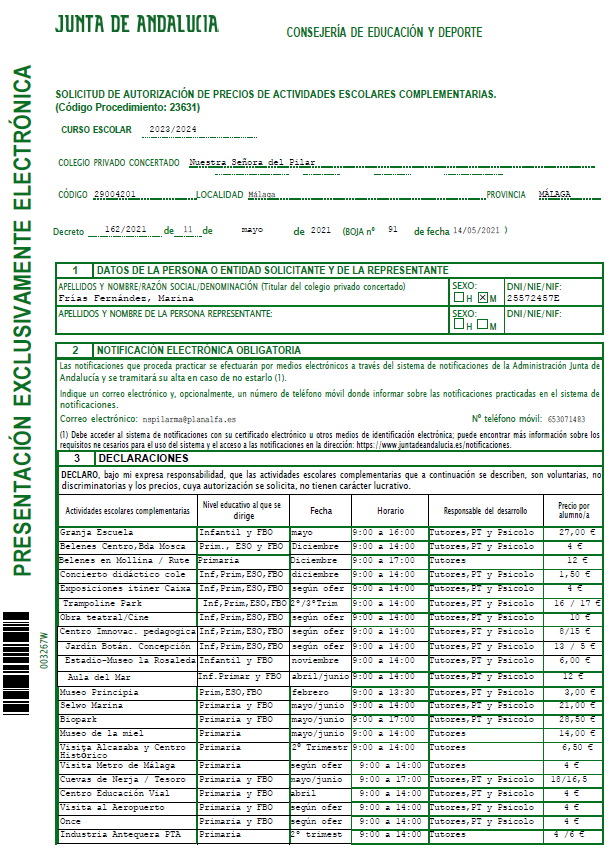 JUNTA DE ANDALUCIA
CONSEJERÍA DE EDUCACIÓN Y DEPORTE
PRESENTACIÓN EXCLUSIVAMENTE ELECTRÓNICA
SOLICITUD DE AUTORIZACIÓN DE PRECIOS DE ACTIVIDADES ESCOLARES COMPLEMENTARIAS.
(Código Procedimiento: 23631)
CURSO ESCOLAR 2023/2024
COLEGIO PRIVADO CONCERTADO Nuestra Señora del Pilar
CÓDIGO 29004201 LOCALIDAD Málaga PROVINCIA MÁLAGA
Decreto 162/2021 de 11 de mayo de 2021 (BOJA nº 91 de fecha 14/05/2021 )
1 DATOS DE LA PERSONA O ENTIDAD SOLICITANTE Y DE LA REPRESENTANTE
APELLIDOS Y NOMBRE/RAZÓN SOCIAL/DENOMINACIÓN (Titular del colegio privado concertado) SEXO: DNI/NIE/NIF:
Frías Fernández, Marina H X M 25572457E
APELLIDOS Y NOMBRE DE LA PERSONA REPRESENTANTE: SEXO: DNI/NIE/NIF:
H M
2 NOTIFICACIÓN ELECTRÓNICA OBLIGATORIA
Las notificaciones que proceda practicar se efectuarán por medios electrónicos a través del sistema de notificaciones de la Administración Junta de
Andalucía y se tramitará su alta en caso de no estarlo (1).
Indique un correo electrónico y, opcionalmente, un número de teléfono móvil donde informar sobre las notificaciones practicadas en el sistema de
notificaciones.
Correo electrónico: nspilarma@planalfa.es Nº teléfono móvil: 653071483
(1) Debe acceder al sistema de notificaciones con su certificado electrónico u otros medios de identificación electrónica; puede encontrar más información sobre los
requisitos ne cesarios para el uso del sistema y el acceso a las notificaciones en la dirección: https://www.juntadeandalucia.es/notificaciones.
3 DECLARACIONES
DECLARO, bajo mi expresa responsabilidad, que las actividades escolares complementarias que a continuación se describen, son voluntarias, no
discriminatorias y los precios, cuya autorización se solicita, no tienen carácter lucrativo.
Actividades escolares complementarias Nivel educativo al que se dirige Fecha Horario Responsable del desarrollo Precio por alumno/a
Granja Escuela Infantil y FBO mayo 9:00 a 16:00 Tutores,PT y Psicolo 27,00 €
Belenes Centro,Bda Mosca Prim., ESO y FBO Diciembre 9:00 a 14:00 Tutores,PT y Psicolo 4 €
Belenes en Mollina / Rute Primaria Diciembre 9:00 a 17:00 Tutores 12 €
Concierto didáctico cole Inf,Prim,ESO,FBO diciembre 9:00 a 14:00 Tutores,PT y Psicolo 1,50 €
Exposiciones itiner Caixa Inf,Prim,ESO,FBO según ofer 9:00 a 14:00 Tutores,PT y Psicolo 4 €
Trampoline Park Inf,Prim,ESO,FBO 2º/3ºTrim 9:00 a 14:00 Tutores,PT y Psicolo 16 / 17 €
Obra teatral/Cine Inf,Prim,ESO,FBO según ofer 9:00 a 14:00 Tutores,PT y Psicolo 10 €
Centro Imnovac. pedagogica Inf,Prim,ESO,FBO según ofer 9:00 a 14:00 Tutores,PT y Psicolo 8/15 €
Jardín Botán. Concepción Inf,Prim,ESO,FBO según ofer 9:00 a 14:00 Tutores,PT y Psicolo 13 / 5 €
Estadio-Museo la Rosaleda Infantil y FBO noviembre 9:00 a 14:00 Tutores,PT y Psicolo 6,00 €
Aula del Mar Inf.Primar y FBO abril/junio 9:00 a 14:00 Tutores,PT y Psicolo 12 €
Museo Principia Prim,ESO,FBO febrero 9:00 a 13:30 Tutores,PT y Psicolo 3,00 €
Selwo Marina Primaria y FBO mayo/junio 9:00 a 14:00 Tutores,PT y Psicolo 21,00 €
Biopark Primaria y FBO mayo/junio 9:00 a 17:00 Tutores,PT y Psicolo 28,50 €
Museo de la miel Primaria mayo/junio 9:00 a 14:00 Tutores 14,00 €
Visita Alcazaba y Centro Histórico Primaria 2º Trimestr 9:00 a 14:00 Tutores 6,50 €
Visita Metro de Málaga Primaria según ofer 9:00 a 14:00 Tutores 4 €
Cuevas de Nerja / Tesoro Primaria y FBO mayo/junio 9:00 a 17:00 Tutores,PT y Psicolo 18/16,5
Centro Educación Vial Primaria y FBO abril 9:00 a 14:00 Tutores,PT y Psicolo 4 €
Visita al Aeropuerto Primaria y FBO según ofer 9:00 a 14:00 Tutores,PT y Psicolo 4 €
Once Primaria y FBO según ofer 9:00 a 14:00 Tutores,PT y Psicolo 4 €
Industria Antequera PTA Primaria 2º trimest 9:00 a 14:00 Tutores 4 /6 €
003267W